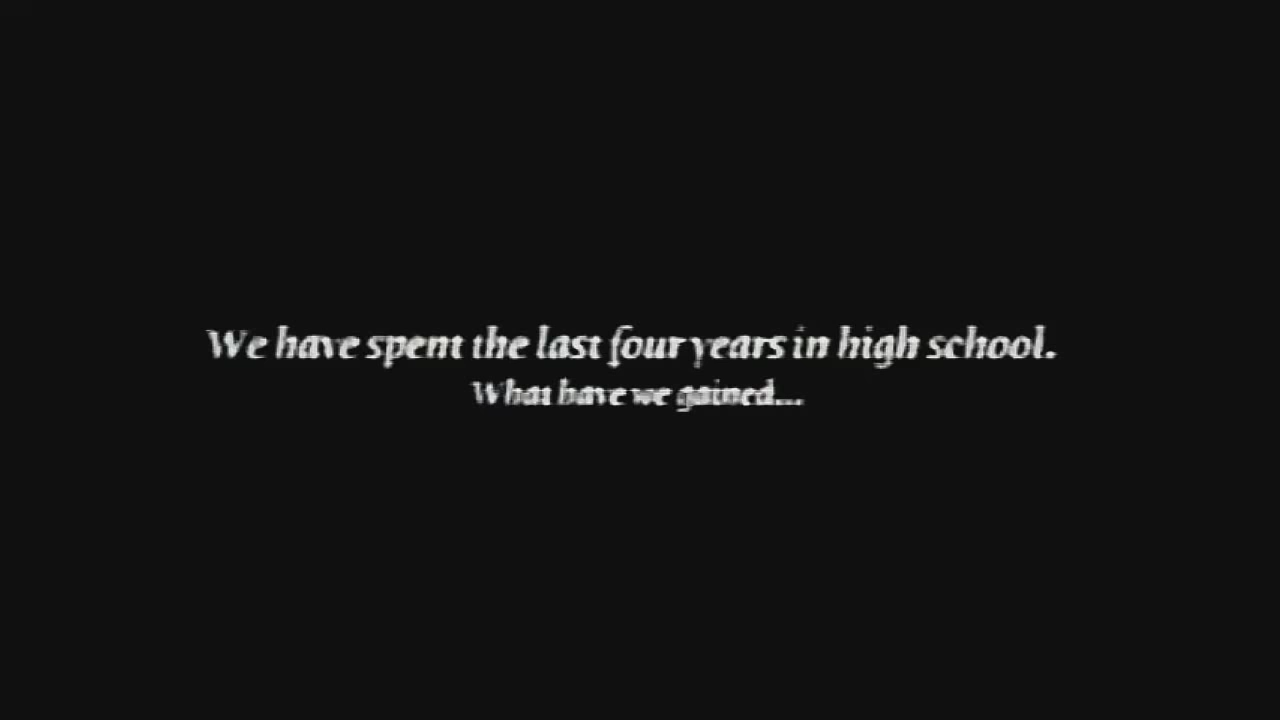 We have spent the last four years in high school.
What have we gained...